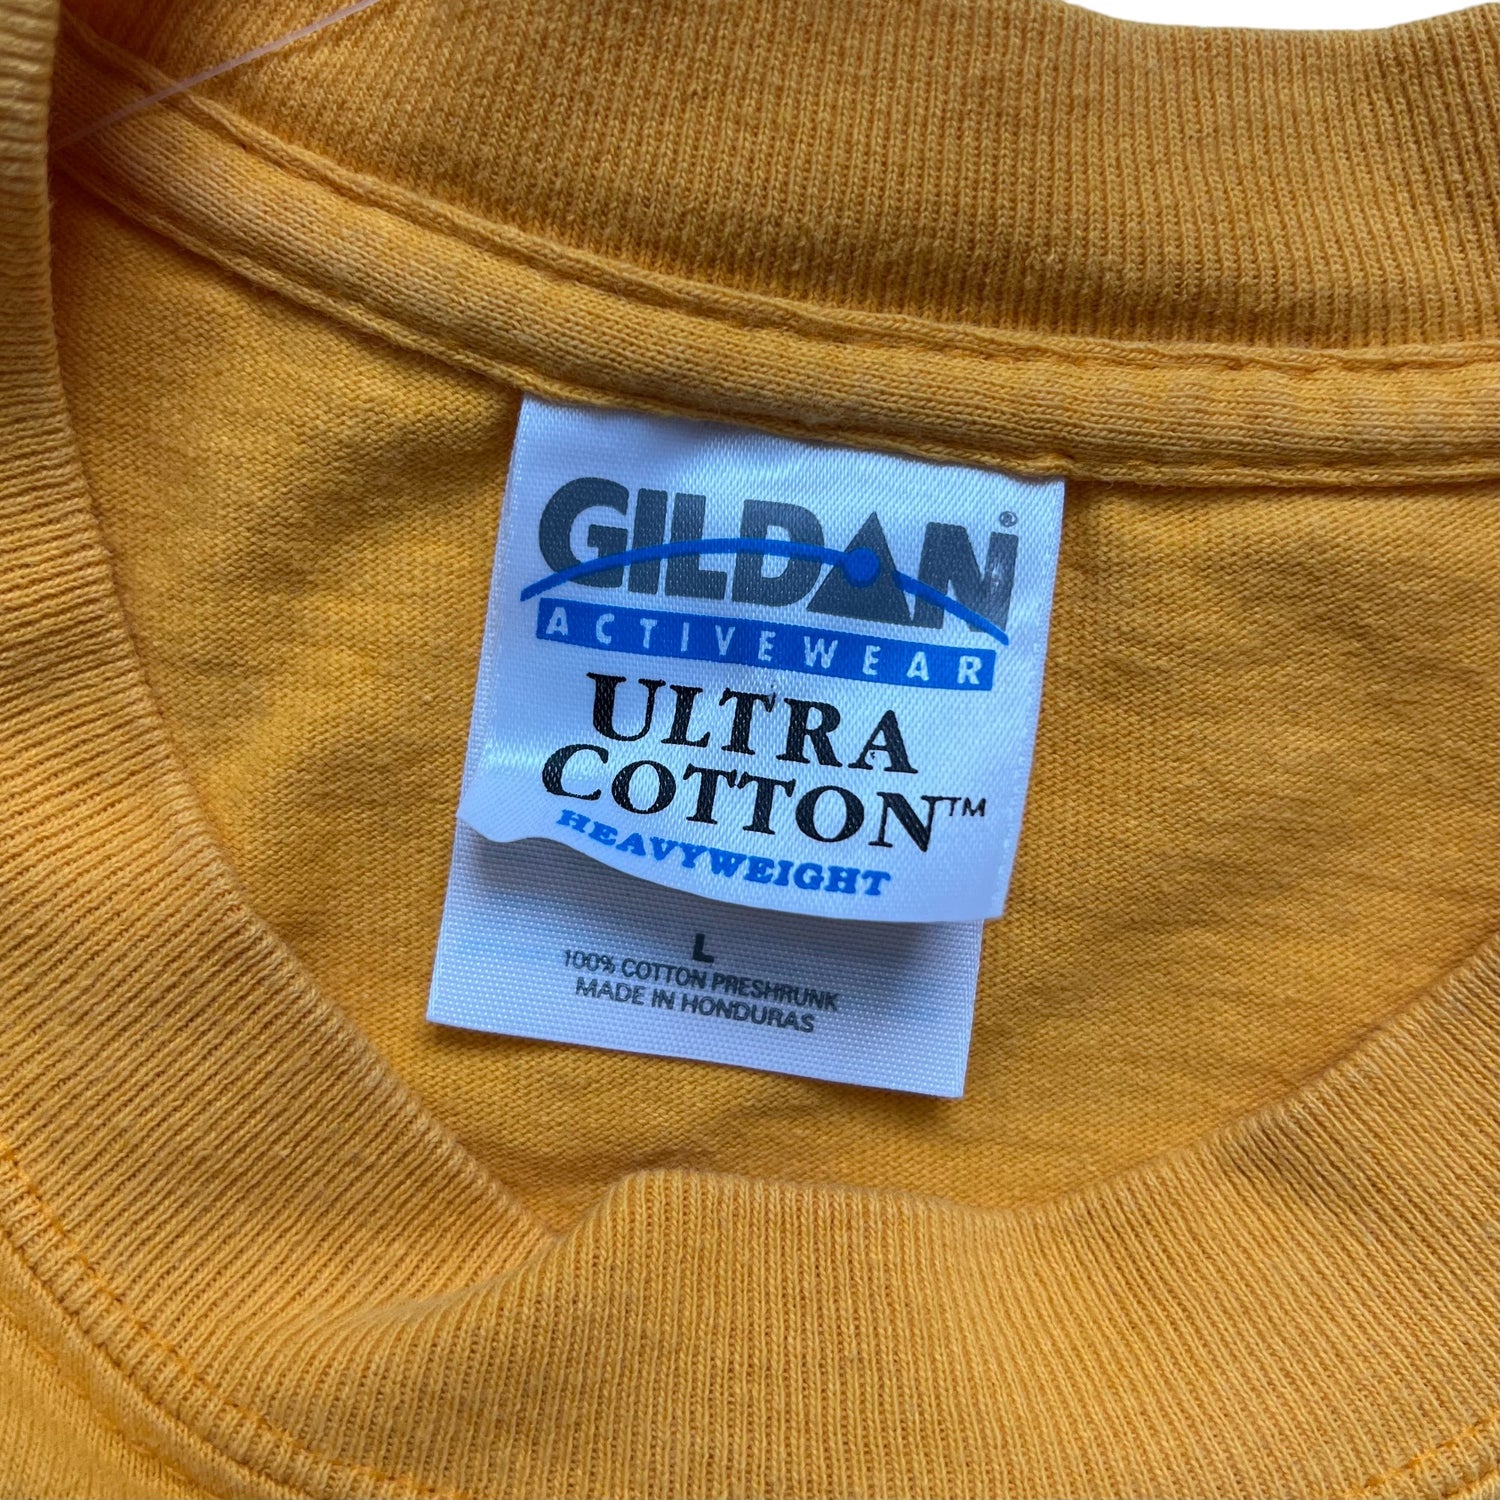 GILDAN®
ACTIVEWEAR
ULTRA
COTTON™
HEAVYWEIGHT
L
100% COTTON PRESHRUNK
MADE IN HONDURAS